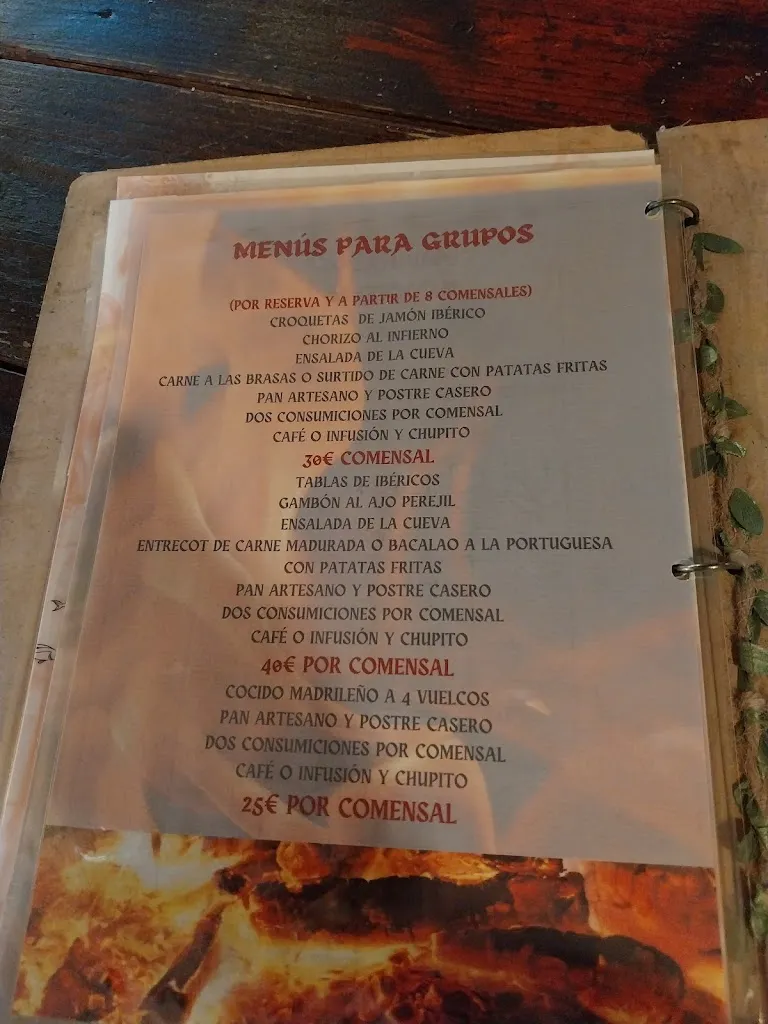 MENÚS PARA GRUPOS
(POR RESERVA Y A PARTIR DE 8 COMENSALES)
CROQUETAS DE JAMÓN IBÉRICO
CHORIZO AL INFIERNO
ENSALADA DE LA CUEVA
CARNE A LAS BRASAS O SURTIDO DE CARNE CON PATATAS FRITAS
PAN ARTESANO Y POSTRE CASERO
DOS CONSUMICIONES POR COMENSAL
CAFÉ O INFUSIÓN Y CHUPITO
30€ COMENSAL
TABLAS DE IBÉRICOS
GAMBÓN AL AJO PEREJIL
ENSALADA DE LA CUEVA
ENTRECOT DE CARNE MADURADA O BACALAO A LA PORTUGUESA
CON PATATAS FRITAS
PAN ARTESANO Y POSTRE CASERO
DOS CONSUMICIONES POR COMENSAL
CAFÉ O INFUSIÓN Y CHUPITO
40€ POR COMENSAL
COCIDO MADRILEÑO A 4 VUELCOS
PAN ARTESANO Y POSTRE CASERO
DOS CONSUMICIONES POR COMENSAL
CAFÉ O INFUSIÓN Y CHUPITO
25€ POR COMENSAL